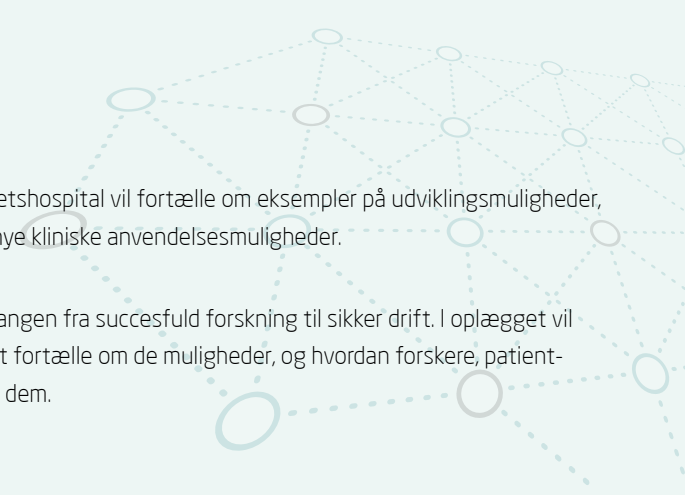 etshospital vil fortælle om eksempler på udviklingsmuligheder,
nye kliniske anvendelsesmuligheder.
angen fra succesfuld forskning til sikker drift. I oplægget vil
t fortælle om de muligheder, og hvordan forskere, patient-
dem.